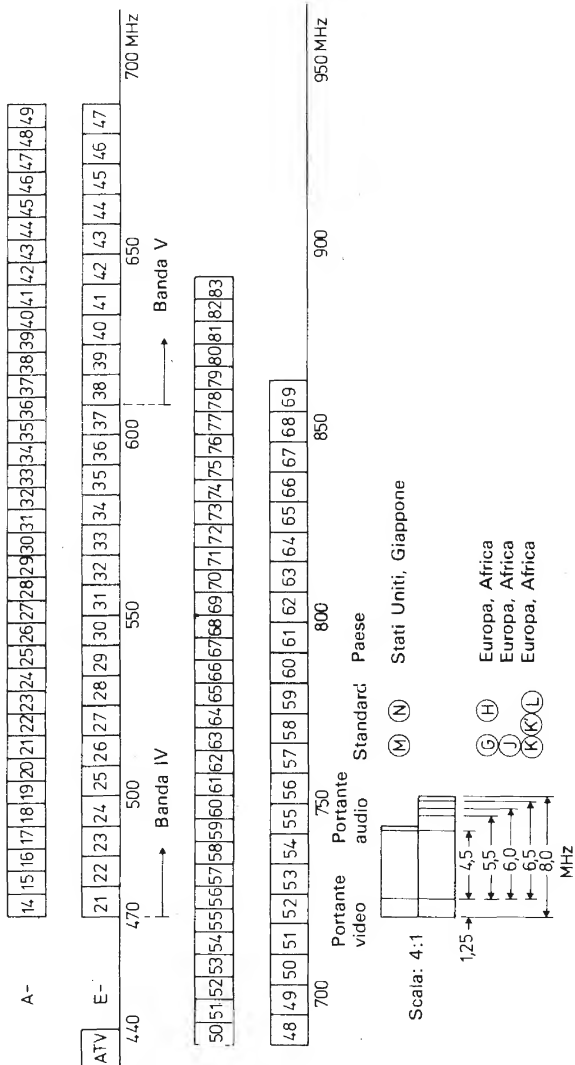 A- 14 15 16 17 18 19 20 21 22 23 24 25 26 27 28 29 30 31 32 33 34 35 36 37 38 39 40 41 42 43 44 45 46 47 48 49
ATV E- 21 22 23 24 25 26 27 28 29 30 31 32 33 34 35 36 37 38 39 40 41 42 43 44 45 46 47
440 470 500 550 600 650 700 MHz
Banda IV Banda V
50 51 52 53 54 55 56 57 58 59 60 61 62 63 64 65 66 67 68 69 70 71 72 73 74 75 76 77 78 79 80 81 82 83
48 49 50 51 52 53 54 55 56 57 58 59 60 61 62 63 64 65 66 67 68 69
700 750 800 850 900 950 MHz
Portante video Portante audio Standard Paese
Scala: 4:1
M N Stati Uniti, Giappone
1,25
4,5
5,5 G H Europa, Africa
6,0 J Europa, Africa
6,5 K K' L Europa, Africa
8,0
MHz